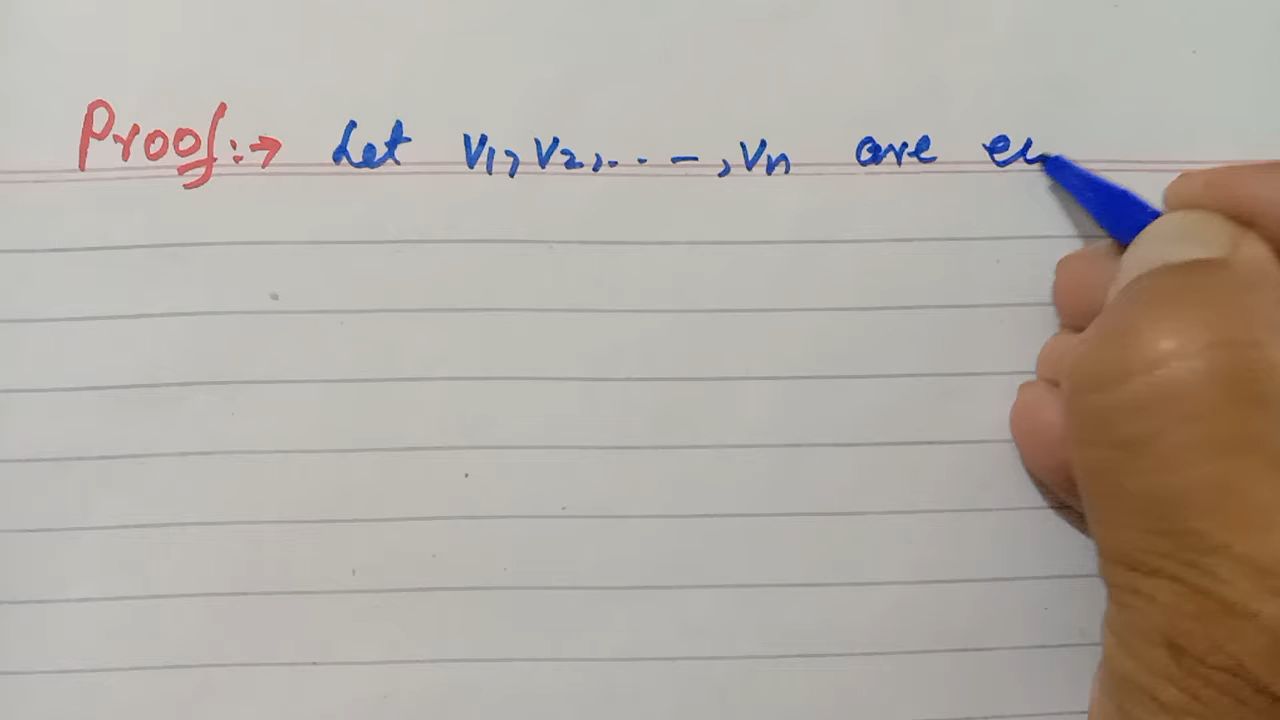 Proof:→ Let v1, v2,..--, vn are